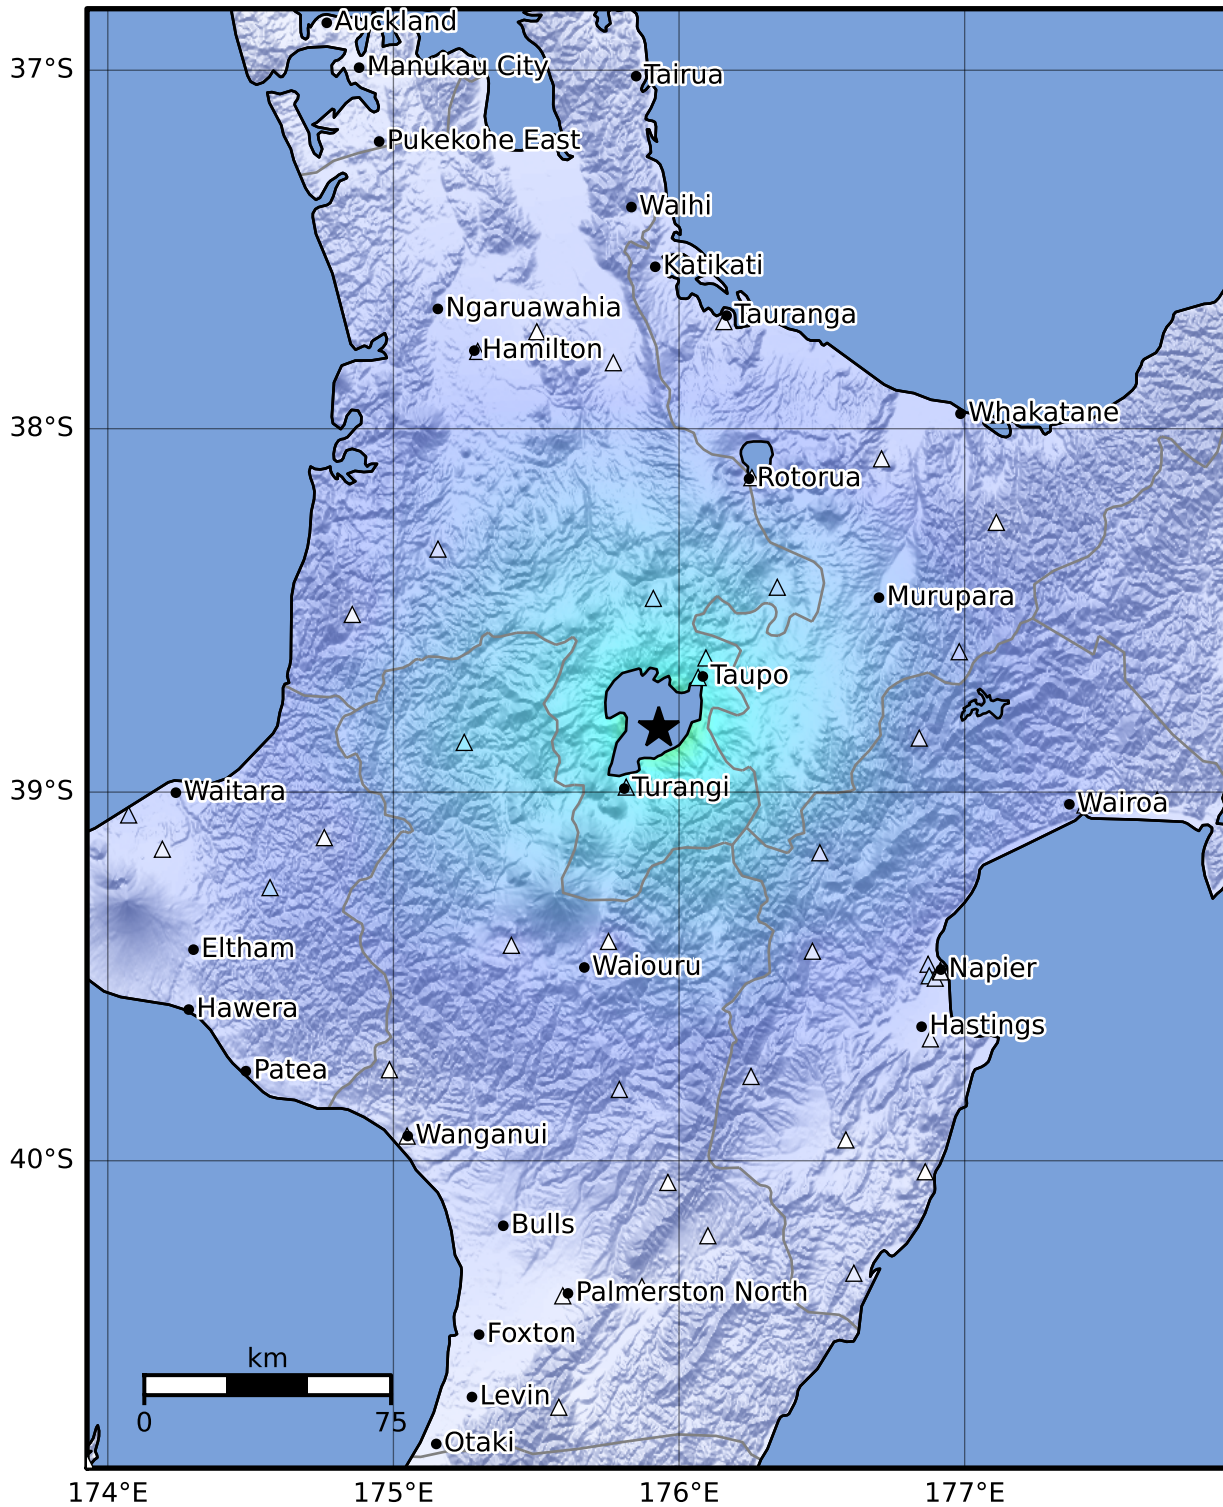 Auckland
37°S
Manukau City
Tairua
Pukekohe East
Waihi
Katikati
Ngaruawahia
Tauranga
Hamilton
Whakatane
38°S
Rotorua
Murupara
Taupo
Turangi
39°S
Waitara
Wairoa
Eltham
Waiouru
Napier
Hawera
Hastings
Patea
Wanganui
40°S
Bulls
Palmerston North
Foxton
km
Levin
0 75
Otaki
174°E 175°E 176°E 177°E